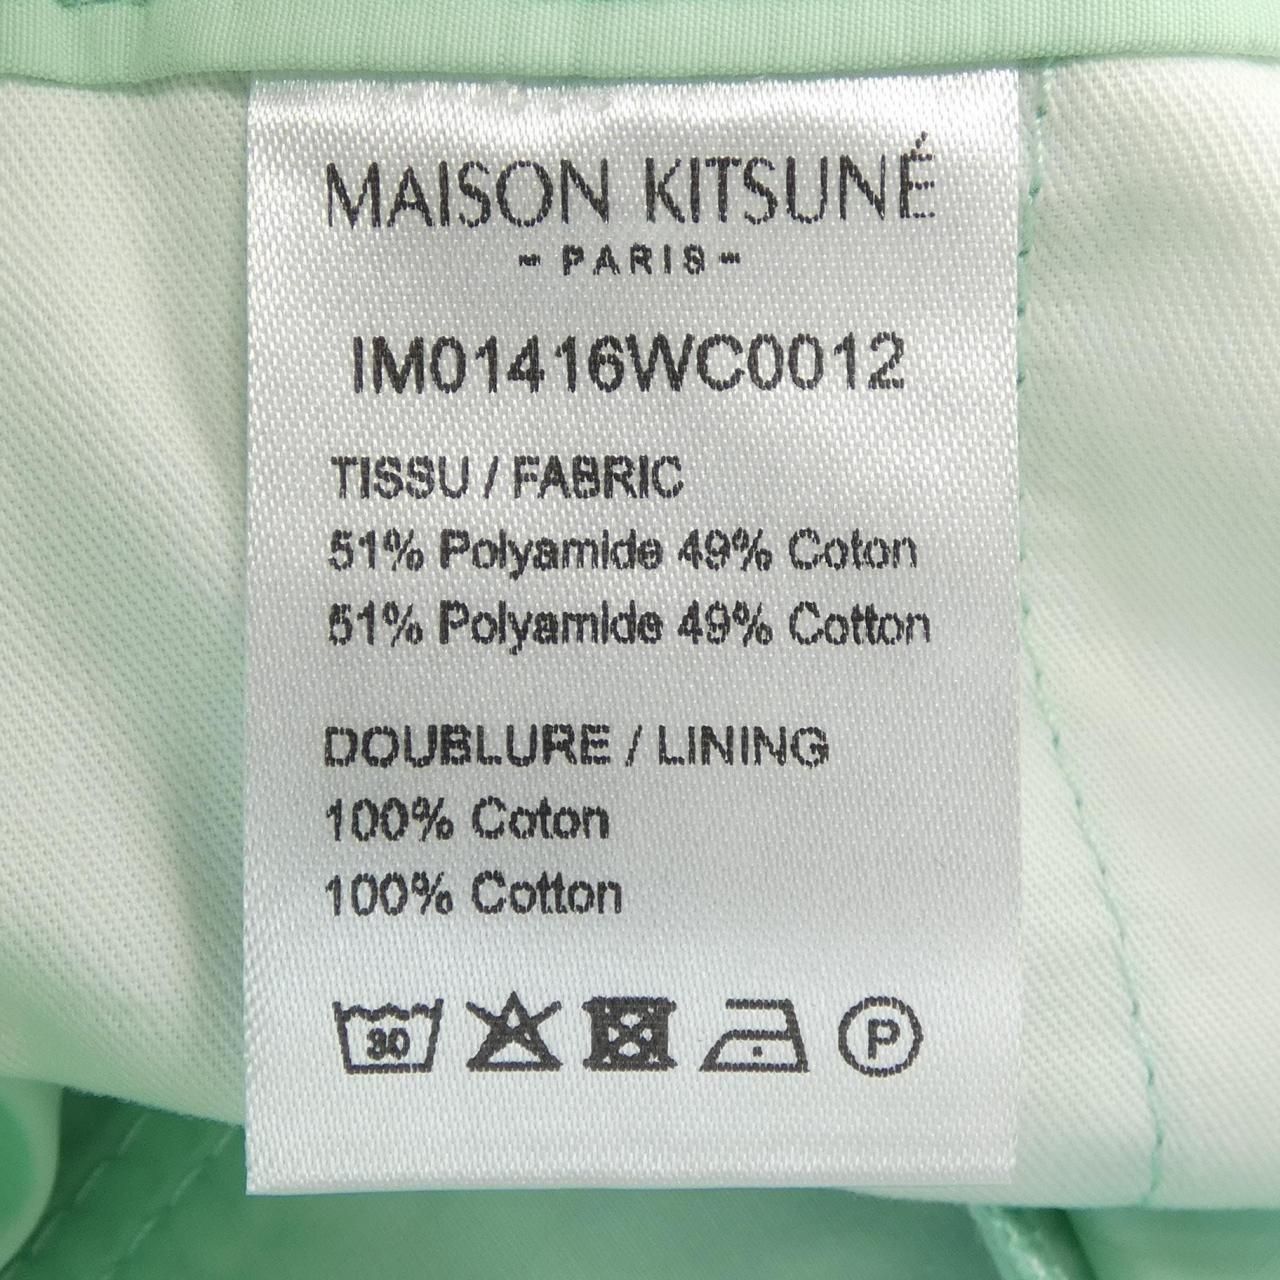 MAISON KITSUNÉ
- PARIS -
IM01416WC0012
TISSU / FABRIC
51% Polyamide 49% Coton
51% Polyamide 49% Cotton
DOUBLURE / LINING
100% Coton
100% Cotton
30 P